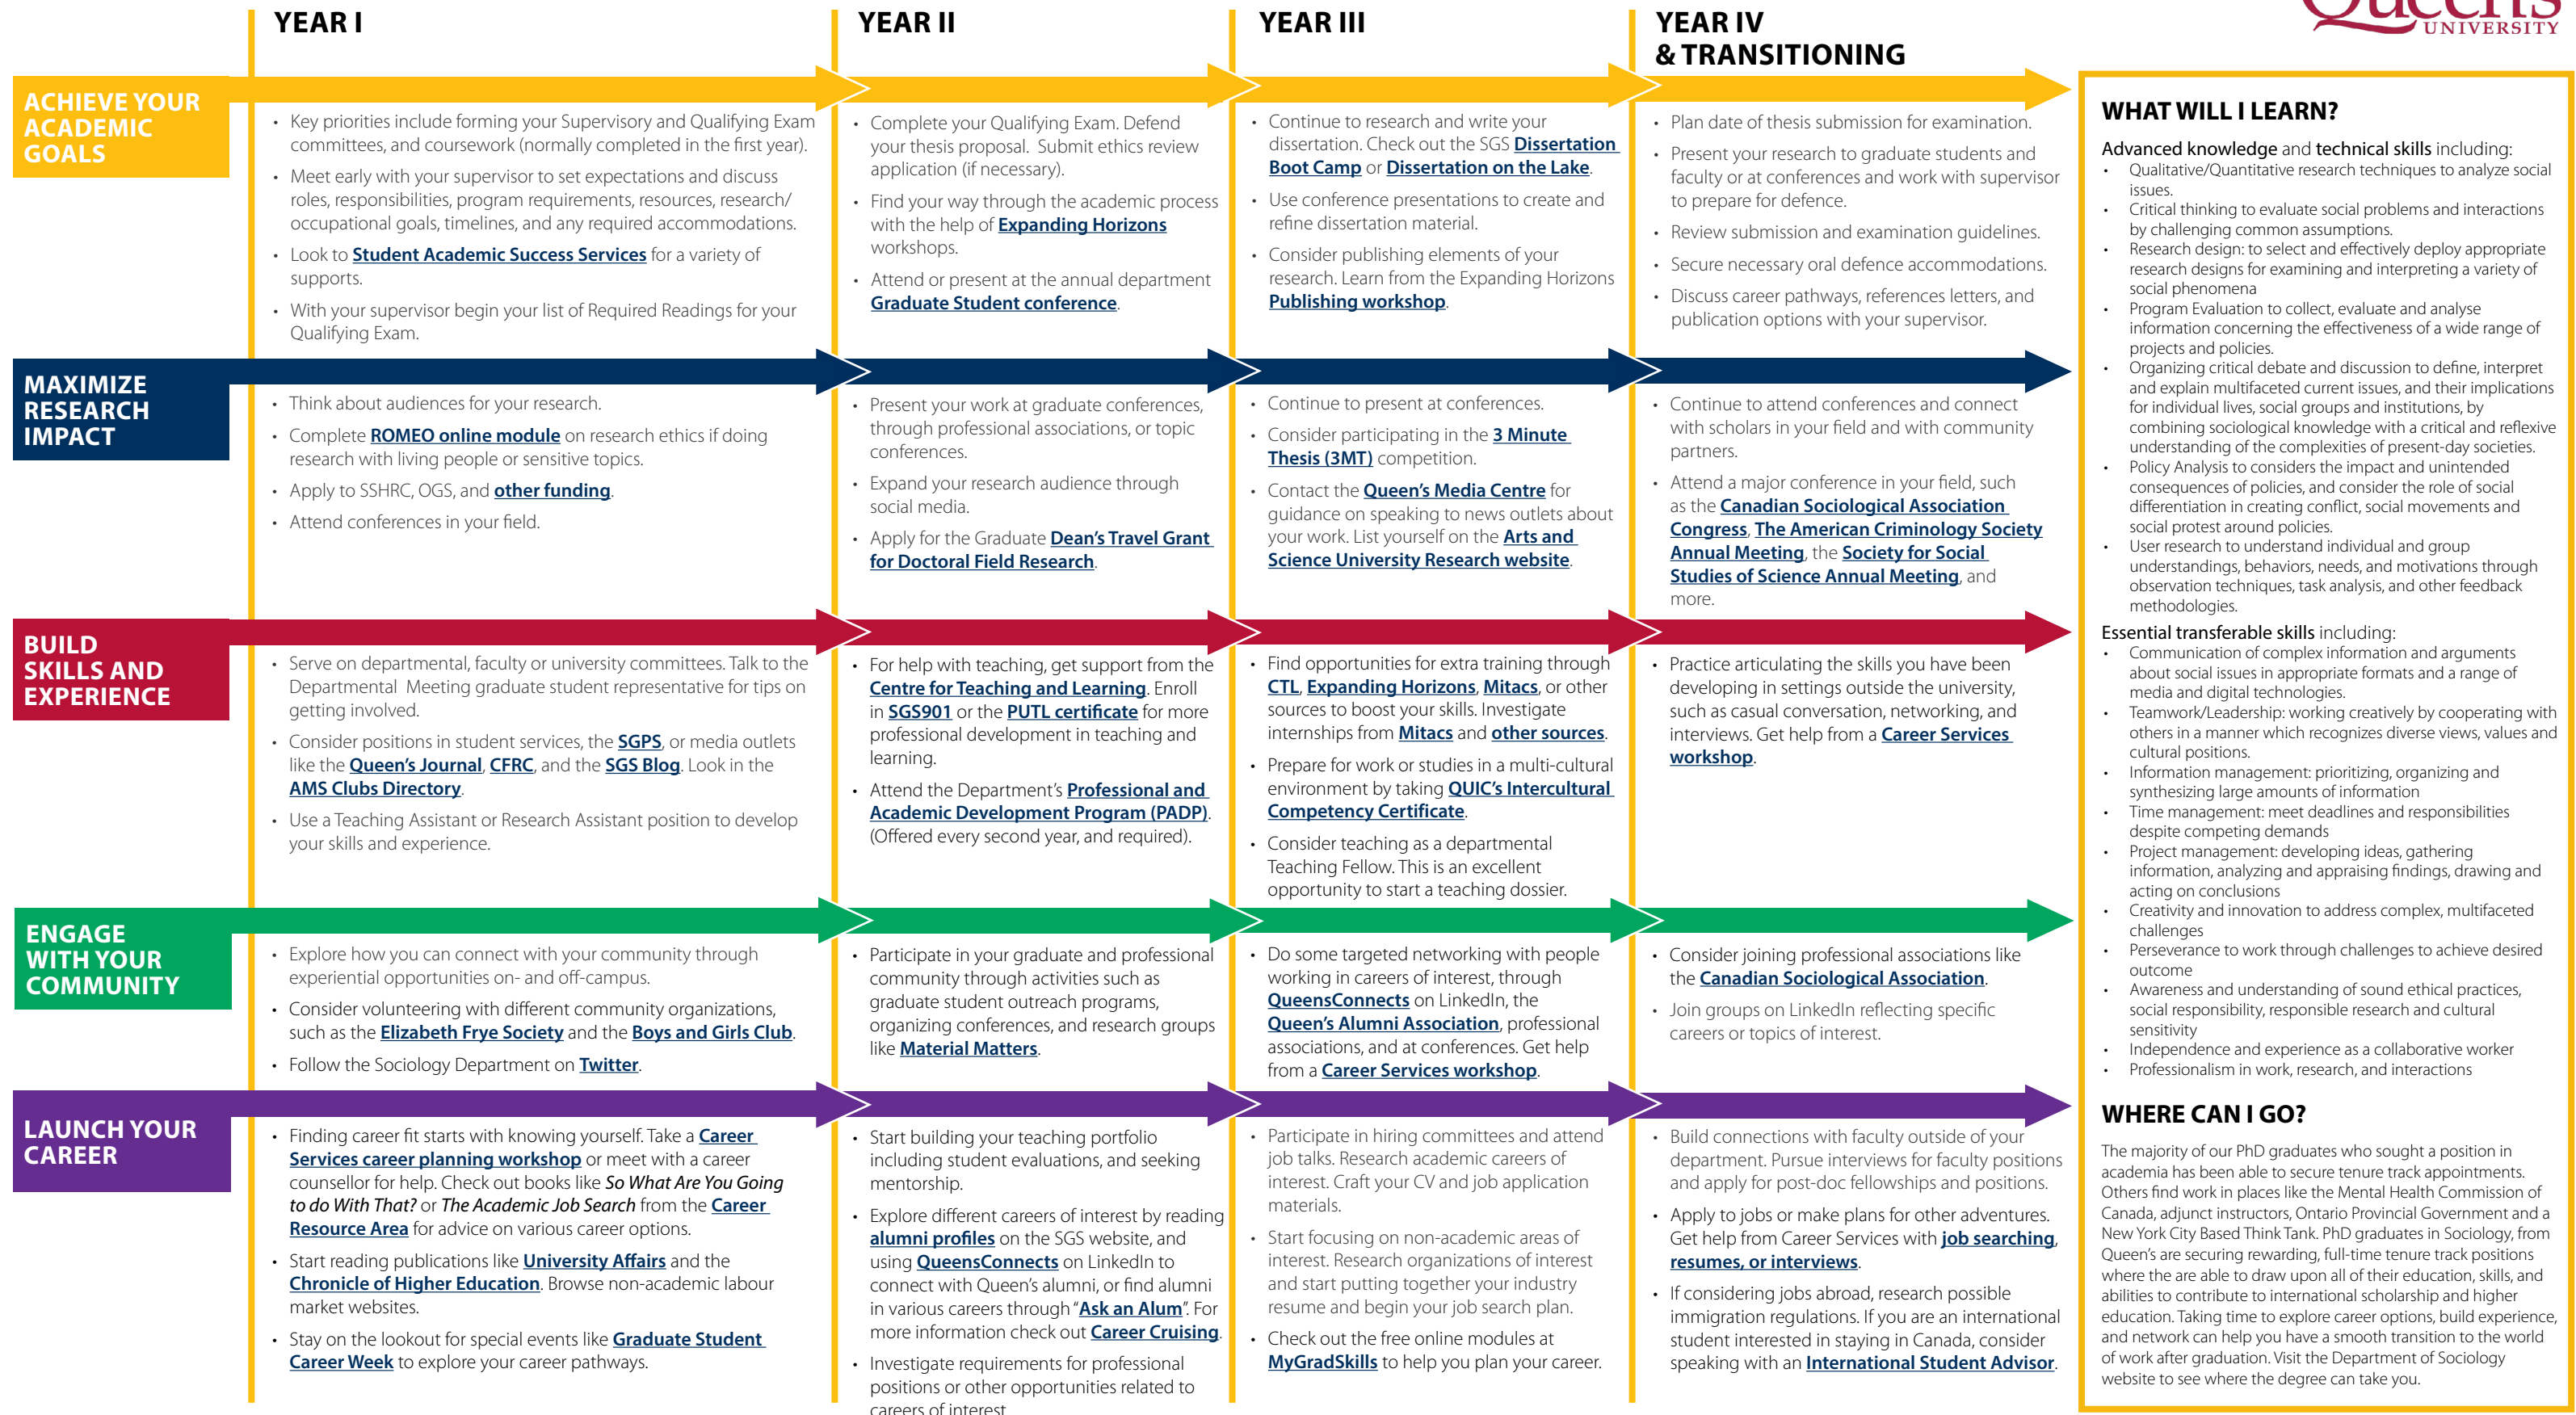 Queen's
UNIVERSITY
YEAR I
YEAR II
YEAR III
YEAR IV
& TRANSITIONING
ACHIEVE YOUR
ACADEMIC
GOALS
• Key priorities include forming your Supervisory and Qualifying Exam
committees, and coursework (normally completed in the first year).
• Meet early with your supervisor to set expectations and discuss
roles, responsibilities, program requirements, resources, research/
occupational goals, timelines, and any required accommodations.
• Look to Student Academic Success Services for a variety of
supports.
• With your supervisor begin your list of Required Readings for your
Qualifying Exam.
• Complete your Qualifying Exam. Defend
your thesis proposal. Submit ethics review
application (if necessary).
• Find your way through the academic process
with the help of Expanding Horizons
workshops.
• Attend or present at the annual department
Graduate Student conference.
• Continue to research and write your
dissertation. Check out the SGS Dissertation
Boot Camp or Dissertation on the Lake.
• Use conference presentations to create and
refine dissertation material.
• Consider publishing elements of your
research. Learn from the Expanding Horizons
Publishing workshop.
• Plan date of thesis submission for examination.
• Present your research to graduate students and
faculty or at conferences and work with supervisor
to prepare for defence.
• Review submission and examination guidelines.
• Secure necessary oral defence accommodations.
• Discuss career pathways, references letters, and
publication options with your supervisor.
MAXIMIZE
RESEARCH
IMPACT
• Think about audiences for your research.
• Complete ROMEO online module on research ethics if doing
research with living people or sensitive topics.
• Apply to SSHRC, OGS, and other funding.
• Attend conferences in your field.
• Present your work at graduate conferences,
through professional associations, or topic
conferences.
• Expand your research audience through
social media.
• Apply for the Graduate Dean's Travel Grant
for Doctoral Field Research.
• Continue to present at conferences.
• Consider participating in the 3 Minute
Thesis (3MT) competition.
• Contact the Queen's Media Centre for
guidance on speaking to news outlets about
your work. List yourself on the Arts and
Science University Research website.
• Continue to attend conferences and connect
with scholars in your field and with community
partners.
• Attend a major conference in your field, such
as the Canadian Sociological Association
Congress, The American Criminology Society
Annual Meeting, the Society for Social
Studies of Science Annual Meeting, and
more.
BUILD
SKILLS AND
EXPERIENCE
• Serve on departmental, faculty or university committees. Talk to the
Departmental Meeting graduate student representative for tips on
getting involved.
• Consider positions in student services, the SGPS, or media outlets
like the Queen's Journal, CFRC, and the SGS Blog. Look in the
AMS Clubs Directory.
• Use a Teaching Assistant or Research Assistant position to develop
your skills and experience.
• For help with teaching, get support from the
Centre for Teaching and Learning. Enroll
in SGS901 or the PUTL certificate for more
professional development in teaching and
learning.
• Attend the Department's Professional and
Academic Development Program (PADP).
(Offered every second year, and required).
• Find opportunities for extra training through
CTL, Expanding Horizons, Mitacs, or other
sources to boost your skills. Investigate
internships from Mitacs and other sources.
• Prepare for work or studies in a multi-cultural
environment by taking QUIC's Intercultural
Competency Certificate.
• Consider teaching as a departmental
Teaching Fellow. This is an excellent
opportunity to start a teaching dossier.
• Practice articulating the skills you have been
developing in settings outside the university,
such as casual conversation, networking, and
interviews. Get help from a Career Services
workshop.
ENGAGE
WITH YOUR
COMMUNITY
• Explore how you can connect with your community through
experiential opportunities on- and off-campus.
• Consider volunteering with different community organizations,
such as the Elizabeth Frye Society and the Boys and Girls Club.
• Follow the Sociology Department on Twitter.
• Participate in your graduate and professional
community through activities such as
graduate student outreach programs,
organizing conferences, and research groups
like Material Matters.
• Do some targeted networking with people
working in careers of interest, through
QueensConnects on LinkedIn, the
Queen's Alumni Association, professional
associations, and at conferences. Get help
from a Career Services workshop.
• Consider joining professional associations like
the Canadian Sociological Association.
• Join groups on LinkedIn reflecting specific
careers or topics of interest.
LAUNCH YOUR
CAREER
• Finding career fit starts with knowing yourself. Take a Career
Services career planning workshop or meet with a career
counsellor for help. Check out books like So What Are You Going
to do With That? or The Academic Job Search from the Career
Resource Area for advice on various career options.
• Start reading publications like University Affairs and the
Chronicle of Higher Education. Browse non-academic labour
market websites.
• Stay on the lookout for special events like Graduate Student
Career Week to explore your career pathways.
• Start building your teaching portfolio
including student evaluations, and seeking
mentorship.
• Explore different careers of interest by reading
alumni profiles on the SGS website, and
using QueensConnects on LinkedIn to
connect with Queen's alumni, or find alumni
in various careers through "Ask an Alum". For
more information check out Career Cruising.
• Investigate requirements for professional
positions or other opportunities related to
careers of interest
• Participate in hiring committees and attend
job talks. Research academic careers of
interest. Craft your CV and job application
materials.
• Start focusing on non-academic areas of
interest. Research organizations of interest
and start putting together your industry
resume and begin your job search plan.
• Check out the free online modules at
MyGradSkills to help you plan your career.
• Build connections with faculty outside of your
department. Pursue interviews for faculty positions
and apply for post-doc fellowships and positions.
• Apply to jobs or make plans for other adventures.
Get help from Career Services with job searching,
resumes, or interviews.
• If considering jobs abroad, research possible
immigration regulations. If you are an international
student interested in staying in Canada, consider
speaking with an International Student Advisor.
WHAT WILL I LEARN?
Advanced knowledge and technical skills including:
• Qualitative/Quantitative research techniques to analyze social
issues.
• Critical thinking to evaluate social problems and interactions
by challenging common assumptions.
• Research design: to select and effectively deploy appropriate
research designs for examining and interpreting a variety of
social phenomena
• Program Evaluation to collect, evaluate and analyse
information concerning the effectiveness of a wide range of
projects and policies.
• Organizing critical debate and discussion to define, interpret
and explain multifaceted current issues, and their implications
for individual lives, social groups and institutions, by
combining sociological knowledge with a critical and reflexive
understanding of the complexities of present-day societies.
• Policy Analysis to considers the impact and unintended
consequences of policies, and consider the role of social
differentiation in creating conflict, social movements and
social protest around policies.
• User research to understand individual and group
understandings, behaviors, needs, and motivations through
observation techniques, task analysis, and other feedback
methodologies.
Essential transferable skills including:
• Communication of complex information and arguments
about social issues in appropriate formats and a range of
media and digital technologies.
• Teamwork/Leadership: working creatively by cooperating with
others in a manner which recognizes diverse views, values and
cultural positions.
• Information management: prioritizing, organizing and
synthesizing large amounts of information
• Time management: meet deadlines and responsibilities
despite competing demands
• Project management: developing ideas, gathering
information, analyzing and appraising findings, drawing and
acting on conclusions
• Creativity and innovation to address complex, multifaceted
challenges
• Perseverance to work through challenges to achieve desired
outcome
• Awareness and understanding of sound ethical practices,
social responsibility, responsible research and cultural
sensitivity
• Independence and experience as a collaborative worker
• Professionalism in work, research, and interactions
WHERE CAN I GO?
The majority of our PhD graduates who sought a position in
academia has been able to secure tenure track appointments.
Others find work in places like the Mental Health Commission of
Canada, adjunct instructors, Ontario Provincial Government and a
New York City Based Think Tank. PhD graduates in Sociology, from
Queen's are securing rewarding, full-time tenure track positions
where the are able to draw upon all of their education, skills, and
abilities to contribute to international scholarship and higher
education. Taking time to explore career options, build experience,
and network can help you have a smooth transition to the world
of work after graduation. Visit the Department of Sociology
website to see where the degree can take you.